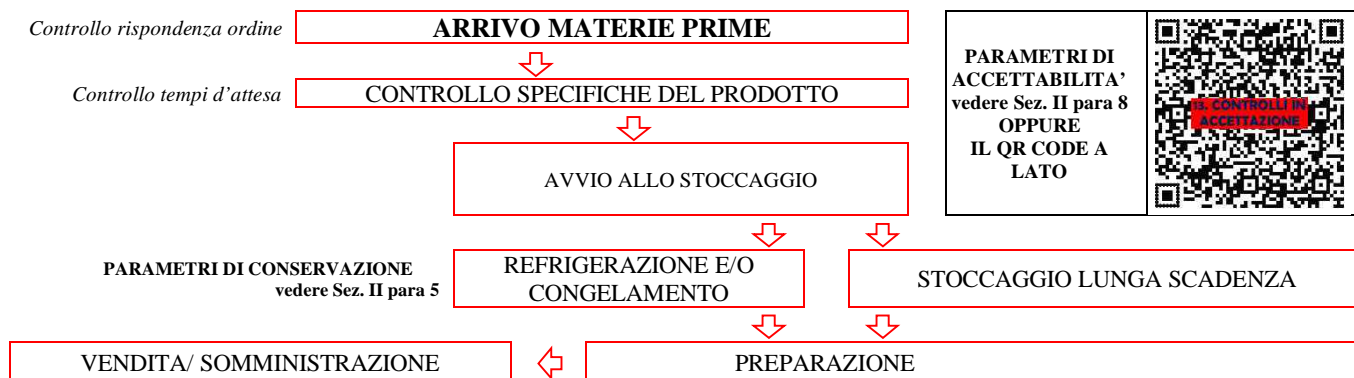 Controllo rispondenza ordine
ARRIVO MATERIE PRIME
PARAMETRI DI
ACCETTABILITA’
vedere Sez. II para 8
OPPURE
IL QR CODE A
LATO
13. CONTROLLI IN
ACCETTAZIONE
Controllo tempi d’attesa
CONTROLLO SPECIFICHE DEL PRODOTTO
AVVIO ALLO STOCCAGGIO
PARAMETRI DI CONSERVAZIONE
vedere Sez. II para 5
REFRIGERAZIONE E/O
CONGELAMENTO
STOCCAGGIO LUNGA SCADENZA
VENDITA/ SOMMINISTRAZIONE
PREPARAZIONE